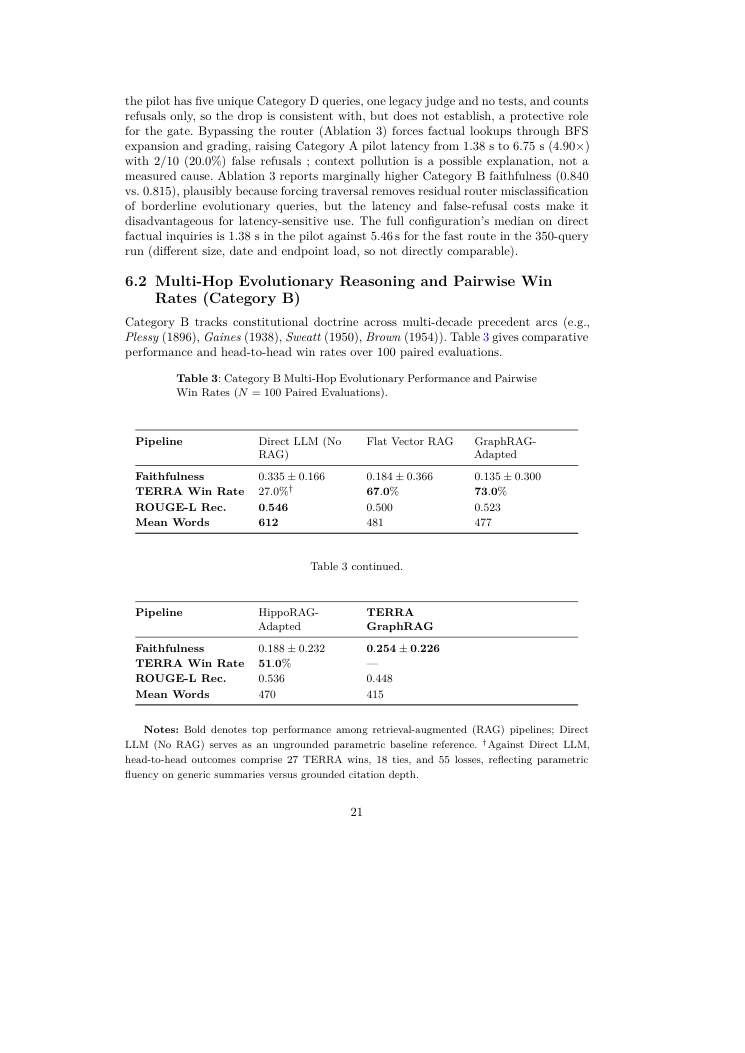 the pilot has five unique Category D queries, one legacy judge and no tests, and counts
refusals only, so the drop is consistent with, but does not establish, a protective role
for the gate. Bypassing the router (Ablation 3) forces factual lookups through BFS
expansion and grading, raising Category A pilot latency from 1.38 s to 6.75 s (4.90×)
with 2/10 (20.0%) false refusals ; context pollution is a possible explanation, not a
measured cause. Ablation 3 reports marginally higher Category B faithfulness (0.840
vs. 0.815), plausibly because forcing traversal removes residual router misclassification
of borderline evolutionary queries, but the latency and false-refusal costs make it
disadvantageous for latency-sensitive use. The full configuration's median on direct
factual inquiries is 1.38 s in the pilot against 5.46 s for the fast route in the 350-query
run (different size, date and endpoint load, so not directly comparable).
6.2 Multi-Hop Evolutionary Reasoning and Pairwise Win
Rates (Category B)
Category B tracks constitutional doctrine across multi-decade precedent arcs (e.g.,
Plessy (1896), Gaines (1938), Sweatt (1950), Brown (1954)). Table 3 gives comparative
performance and head-to-head win rates over 100 paired evaluations.
Table 3: Category B Multi-Hop Evolutionary Performance and Pairwise
Win Rates (N = 100 Paired Evaluations).
Pipeline Direct LLM (No Flat Vector RAG GraphRAG-
RAG) Adapted
Faithfulness 0.335 ± 0.166 0.184 ± 0.366 0.135 ± 0.300
TERRA Win Rate 27.0%† 67.0% 73.0%
ROUGE-L Rec. 0.546 0.500 0.523
Mean Words 612 481 477
Table 3 continued.
Pipeline HippoRAG- TERRA
Adapted GraphRAG
Faithfulness 0.188 ± 0.232 0.254 ± 0.226
TERRA Win Rate 51.0% —
ROUGE-L Rec. 0.536 0.448
Mean Words 470 415
Notes: Bold denotes top performance among retrieval-augmented (RAG) pipelines; Direct
LLM (No RAG) serves as an ungrounded parametric baseline reference. †Against Direct LLM,
head-to-head outcomes comprise 27 TERRA wins, 18 ties, and 55 losses, reflecting parametric
fluency on generic summaries versus grounded citation depth.
21